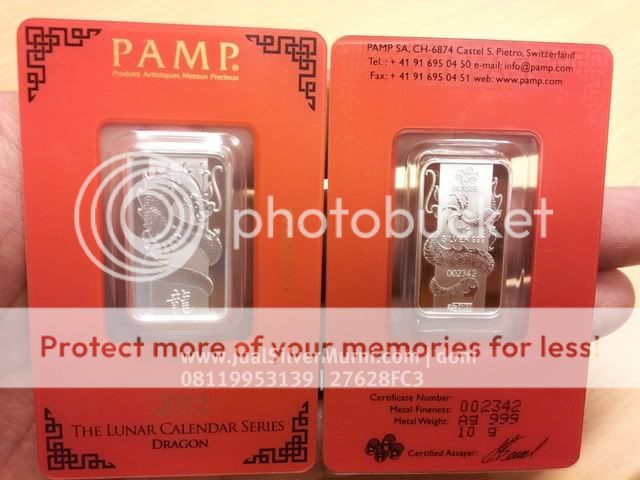 PAMP.
Produits Artistiques Metaux Precieux
2012
THE LUNAR CALENDAR SERIES
DRAGON
PAMP SA, CH-6874 Castel S. Pietro, Switzerland
Tel. : + 41 91 695 04 50 e-mail: info@pamp.com
Fax: + 41 91 695 04 51 web: www.pamp.com
SUISSE
SILVER 999
002342
Certificate Number: 002342
Metal Fineness: Ag 999
Metal Weight: 10 g
Certified Assayer:
photobucket
Protect more of your memories for less!
www.JualSilverMurni.com | doni
08119953139 27628FC3